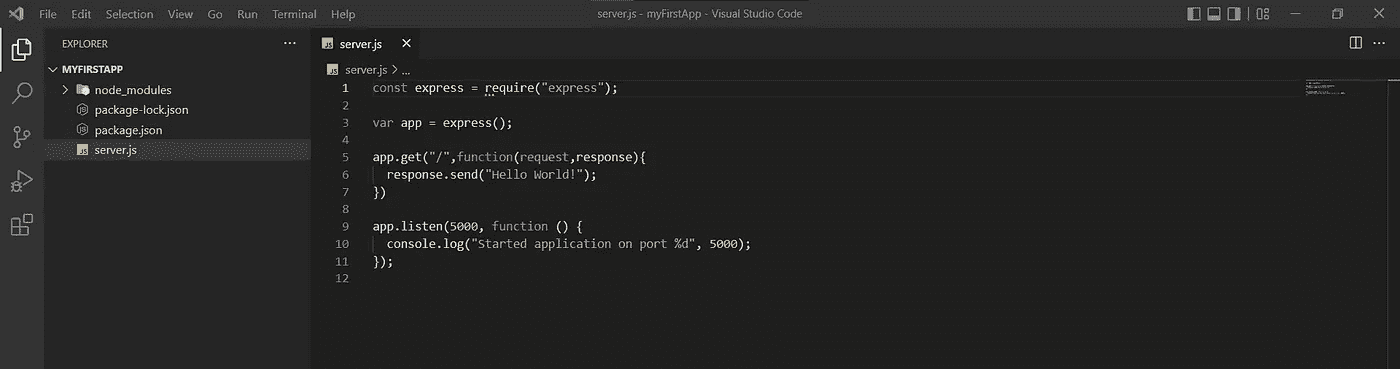 File Edit Selection View Go Run Terminal Help
server.js - myFirstApp - Visual Studio Code
EXPLORER
MYFIRSTAPP
node_modules
package-lock.json
package.json
server.js
server.js
server.js > ...
1 const express = require("express");
2
3 var app = express();
4
5 app.get("/",function(request,response){
6   response.send("Hello World!");
7 })
8
9 app.listen(5000, function () {
10   console.log("Started application on port %d", 5000);
11 });
12